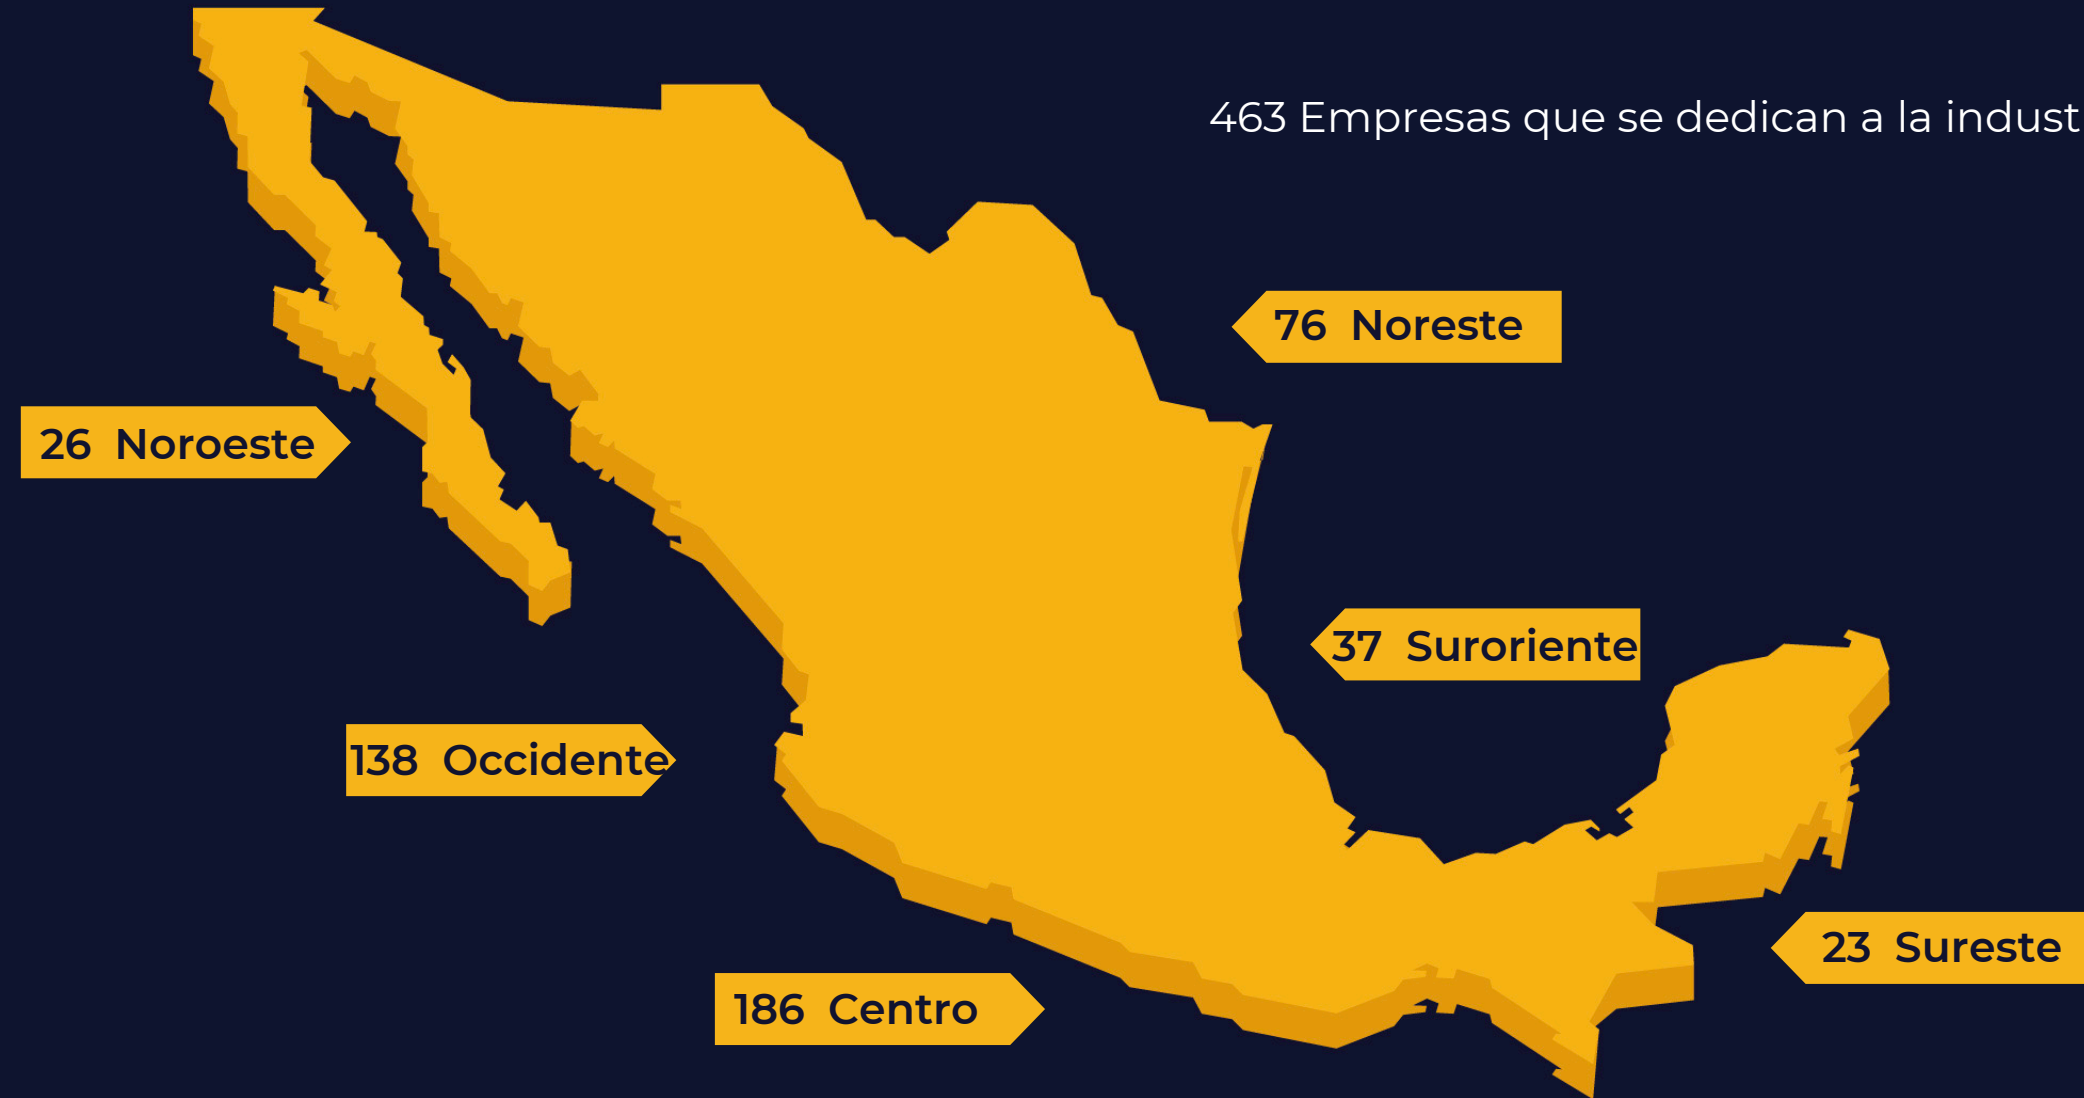 463 Empresas que se dedican a la indust
76 Noreste
26 Noroeste
37 Suroriente
138 Occidente
23 Sureste
186 Centro